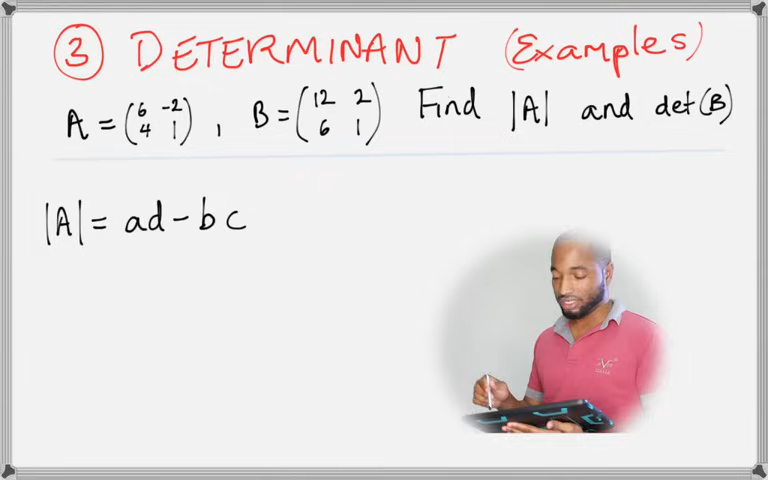 ③ DETERMINANT (Examples)
A = (6 -2
4 1) , B = (12 2
6 1) Find |A| and det(B)
|A| = ad - bc